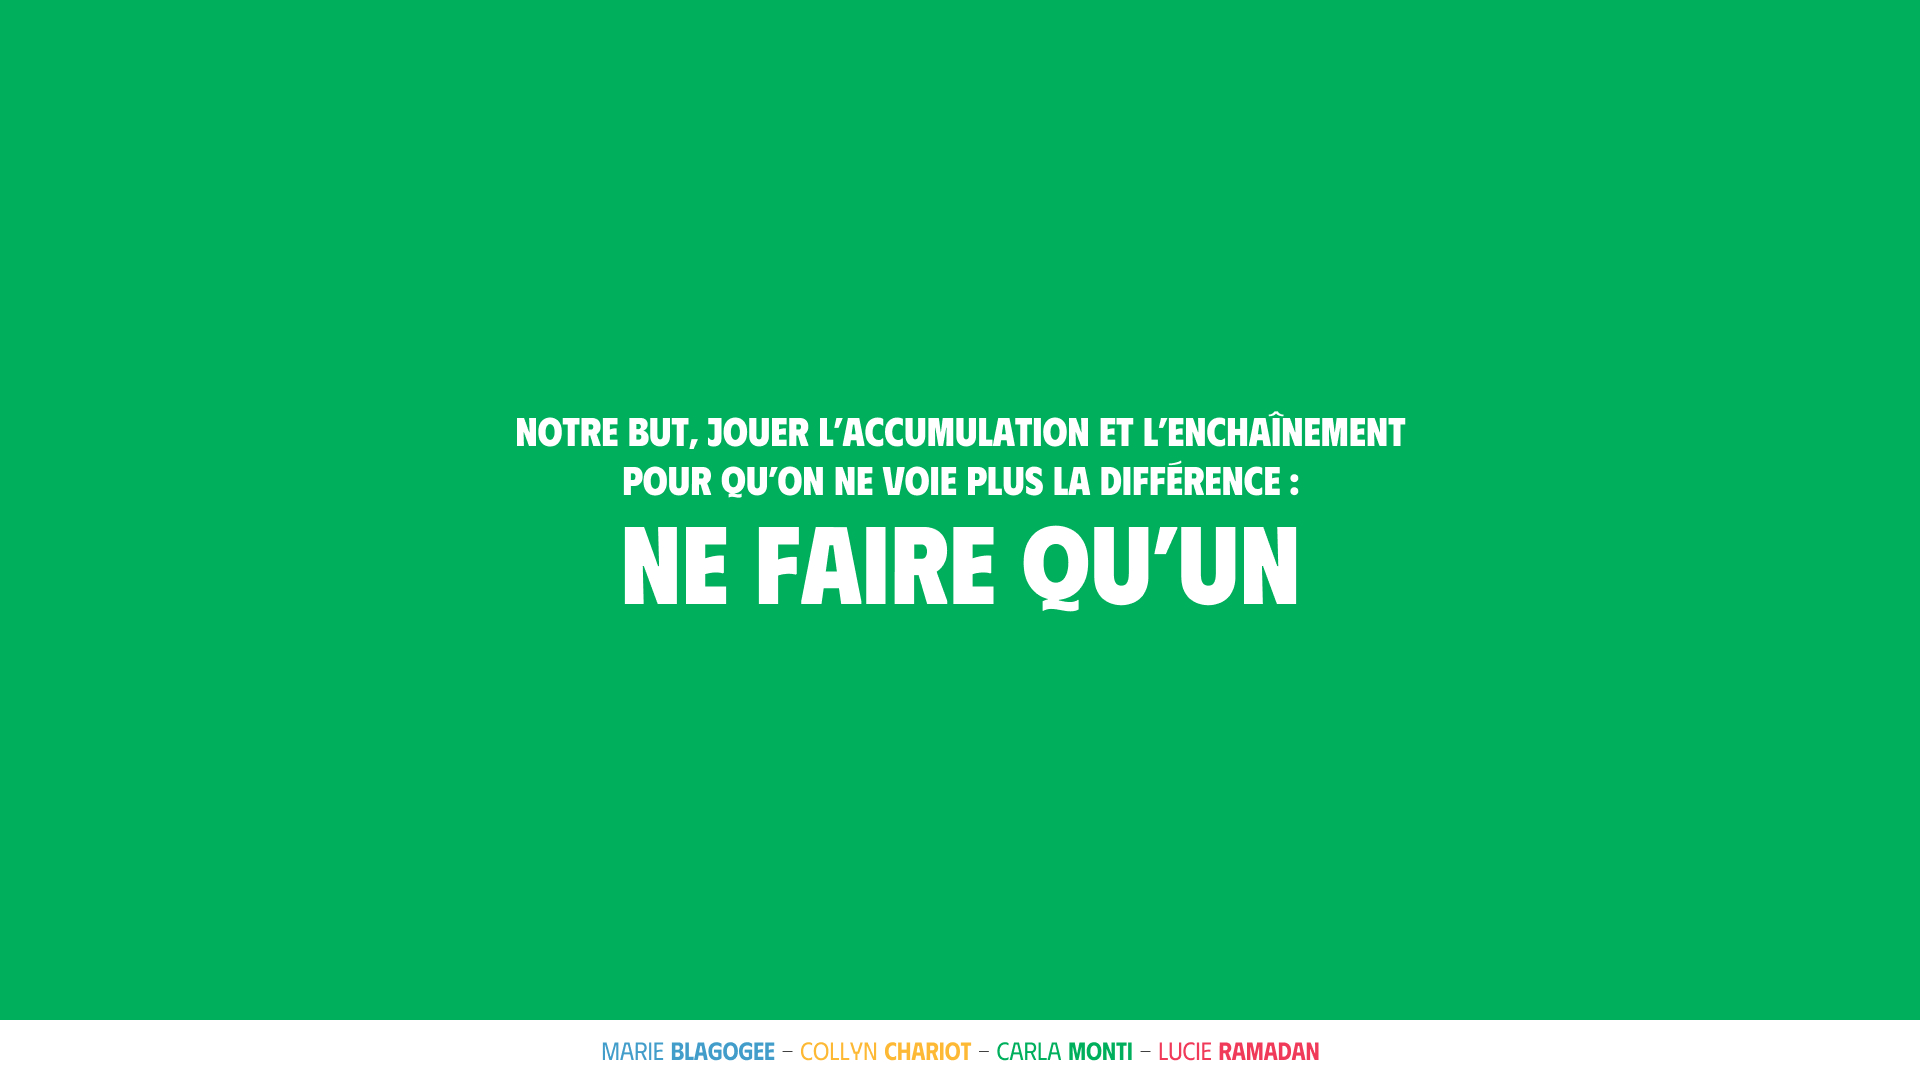 NOTRE BUT, JOUER L’ACCUMULATION ET L’ENCHAÎNEMENT
POUR QU’ON NE VOIE PLUS LA DIFFÉRENCE :
NE FAIRE QU’UN
MARIE BLAGOGEE – COLLYN CHARIOT – CARLA MONTI – LUCIE RAMADAN